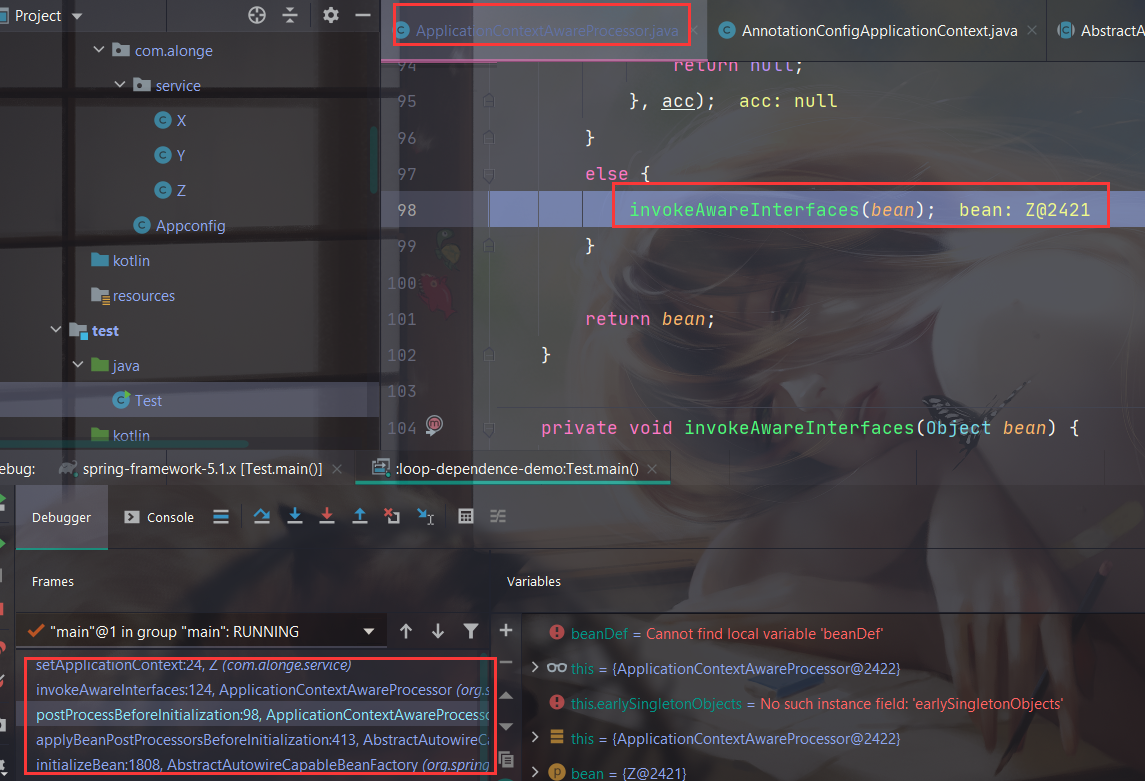 Project
ApplicationContextAwareProcessor.java
AnnotationConfigApplicationContext.java
AbstractA
com.alonge
service
X
Y
Z
Appconfig
kotlin
resources
test
java
Test
kotlin
94 return null;
95 }, acc); acc: null
96 }
97 else {
98 invokeAwareInterfaces(bean); bean: Z@2421
99 }
100
101 return bean;
102 }
103
104 private void invokeAwareInterfaces(Object bean) {
ebug:
spring-framework-5.1.x [Test.main()]
:loop-dependence-demo:Test.main()
Debugger
Console
Frames
"main"@1 in group "main": RUNNING
setApplicationContext:24, Z (com.alonge.service)
invokeAwareInterfaces:124, ApplicationContextAwareProcessor (org.s
postProcessBeforeInitialization:98, ApplicationContextAwareProcesso
applyBeanPostProcessorsBeforeInitialization:413, AbstractAutowireCa
initializeBean:1808, AbstractAutowireCapableBeanFactory (org.spring
Variables
beanDef = Cannot find local variable 'beanDef'
this = {ApplicationContextAwareProcessor@2422}
this.earlySingletonObjects = No such instance field: 'earlySingletonObjects'
this = {ApplicationContextAwareProcessor@2422}
bean = {Z@2421}